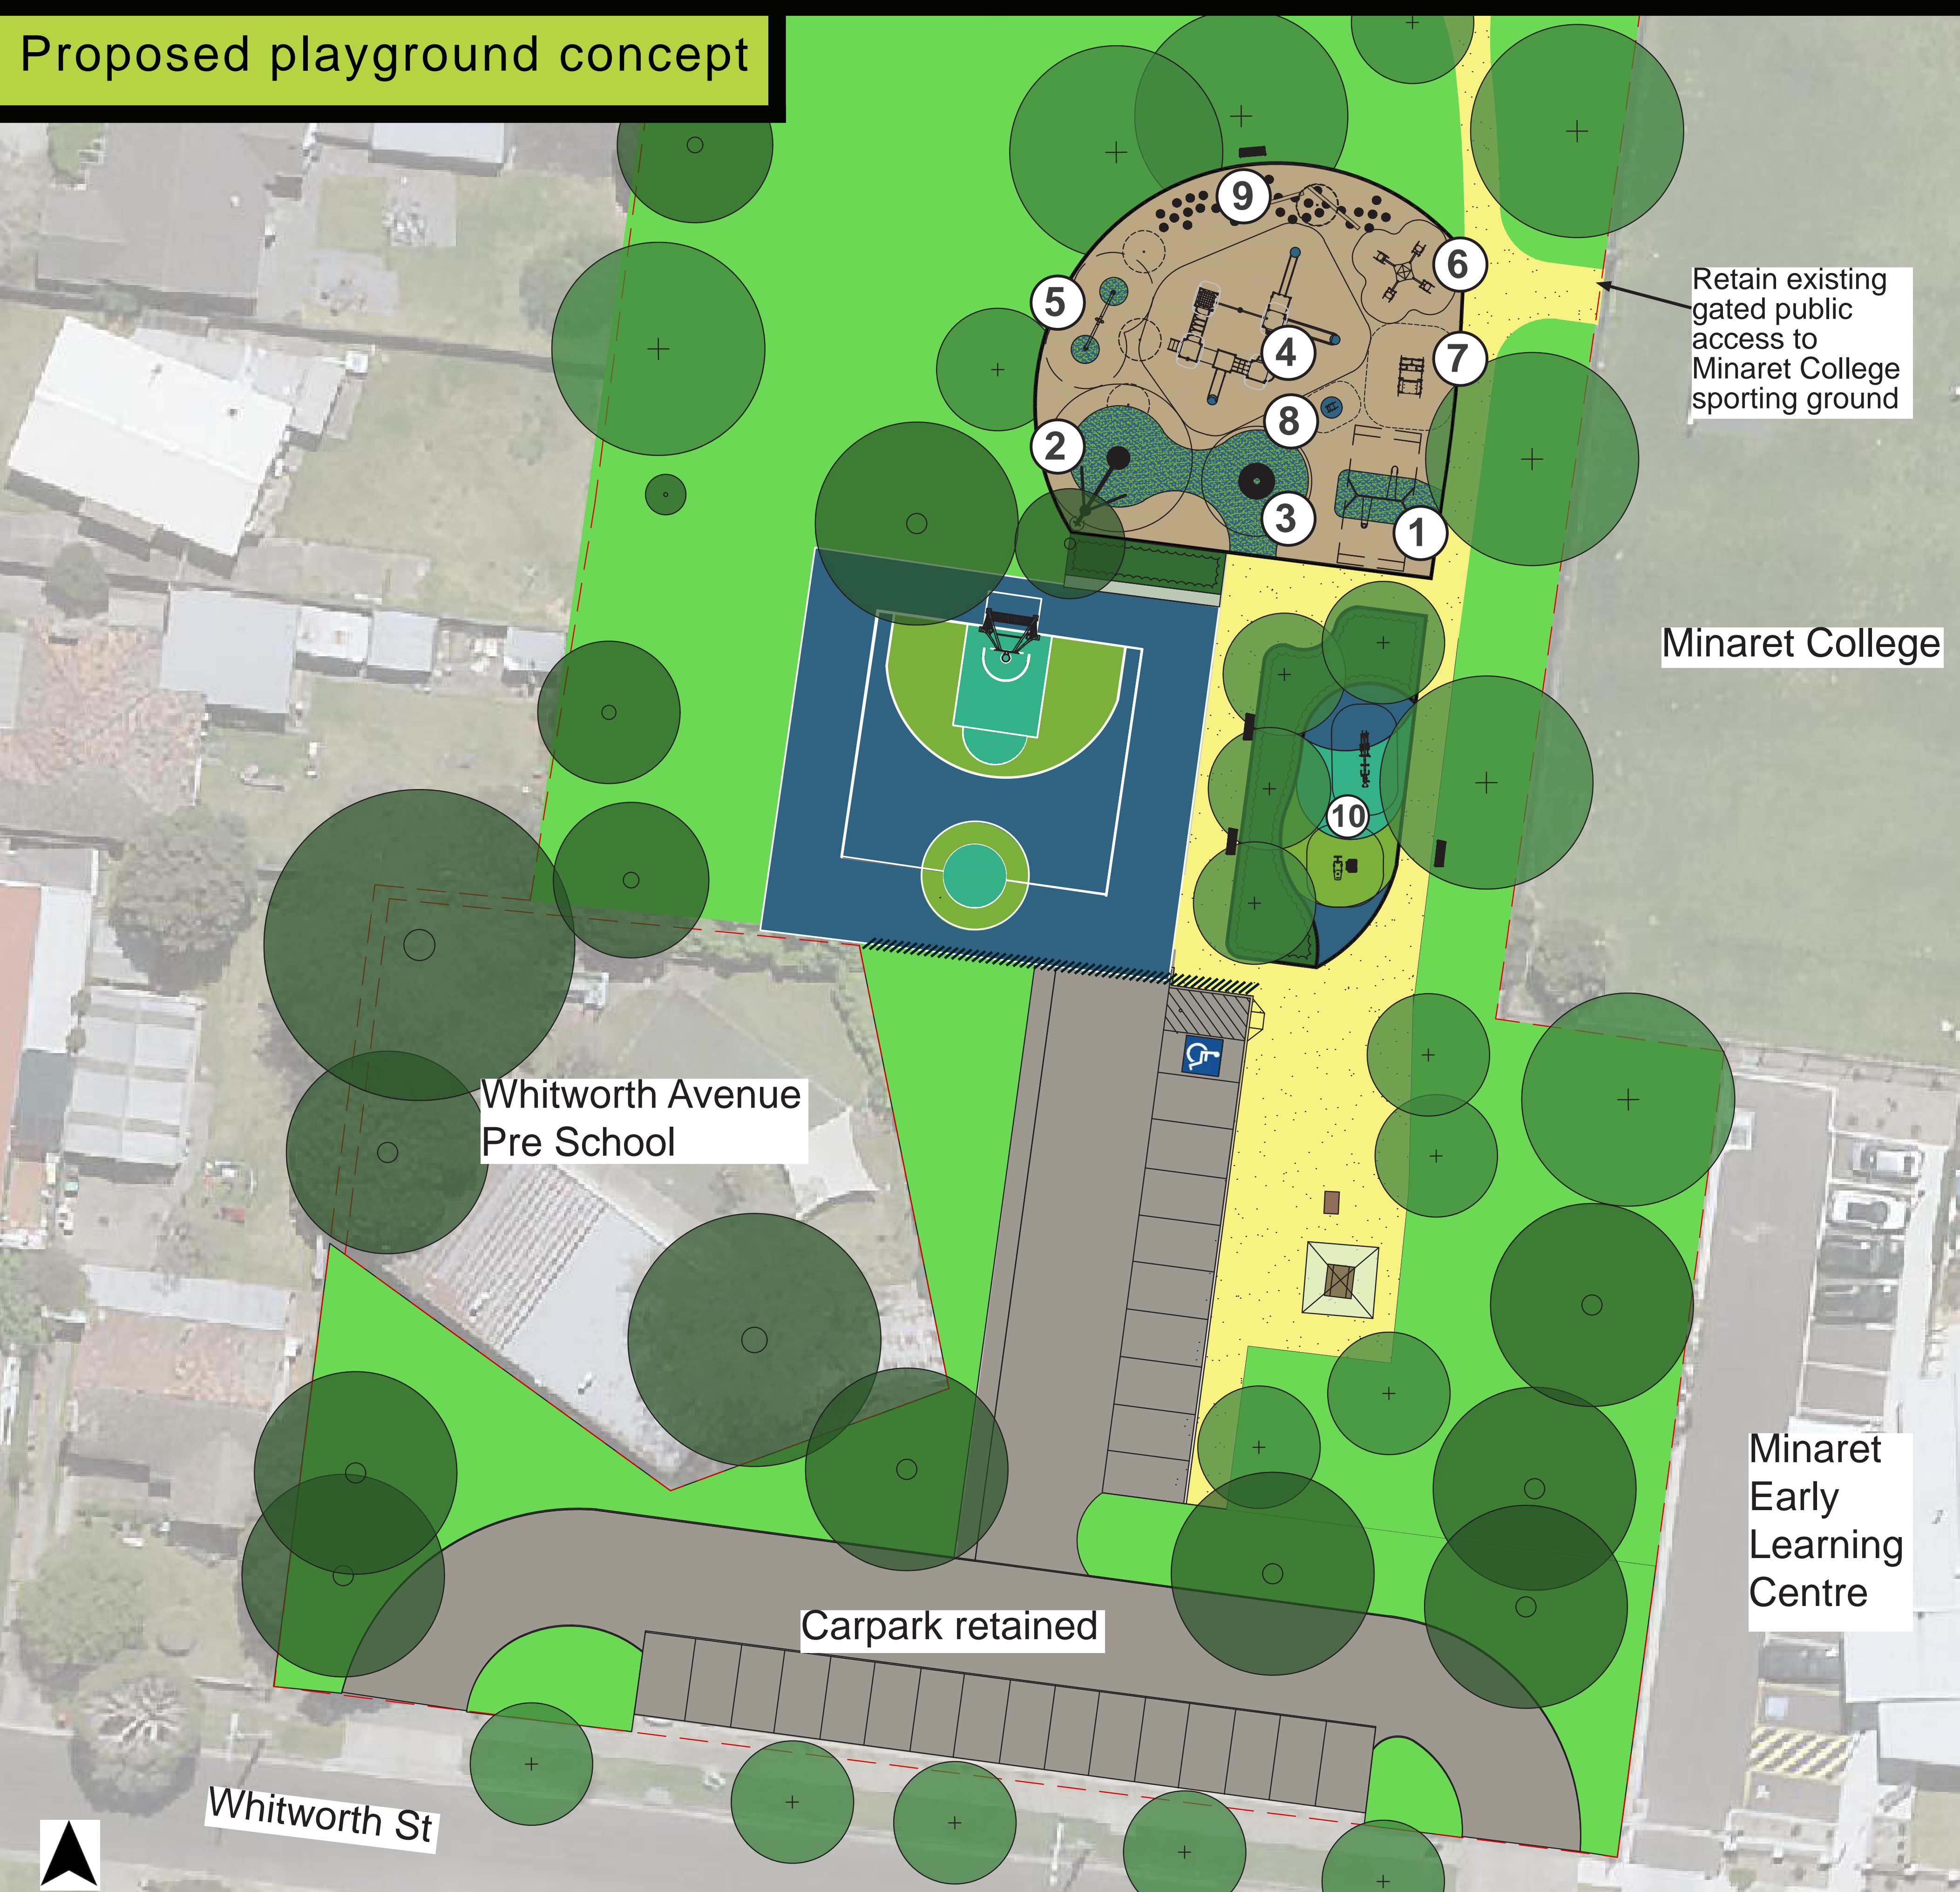 Proposed playground concept
9
6
5
Retain existing
gated public
access to
Minaret College
sporting ground
4
7
8
2
3
1
Minaret College
10
Whitworth Avenue
Pre School
Minaret
Early
Learning
Centre
Carpark retained
Whitworth St